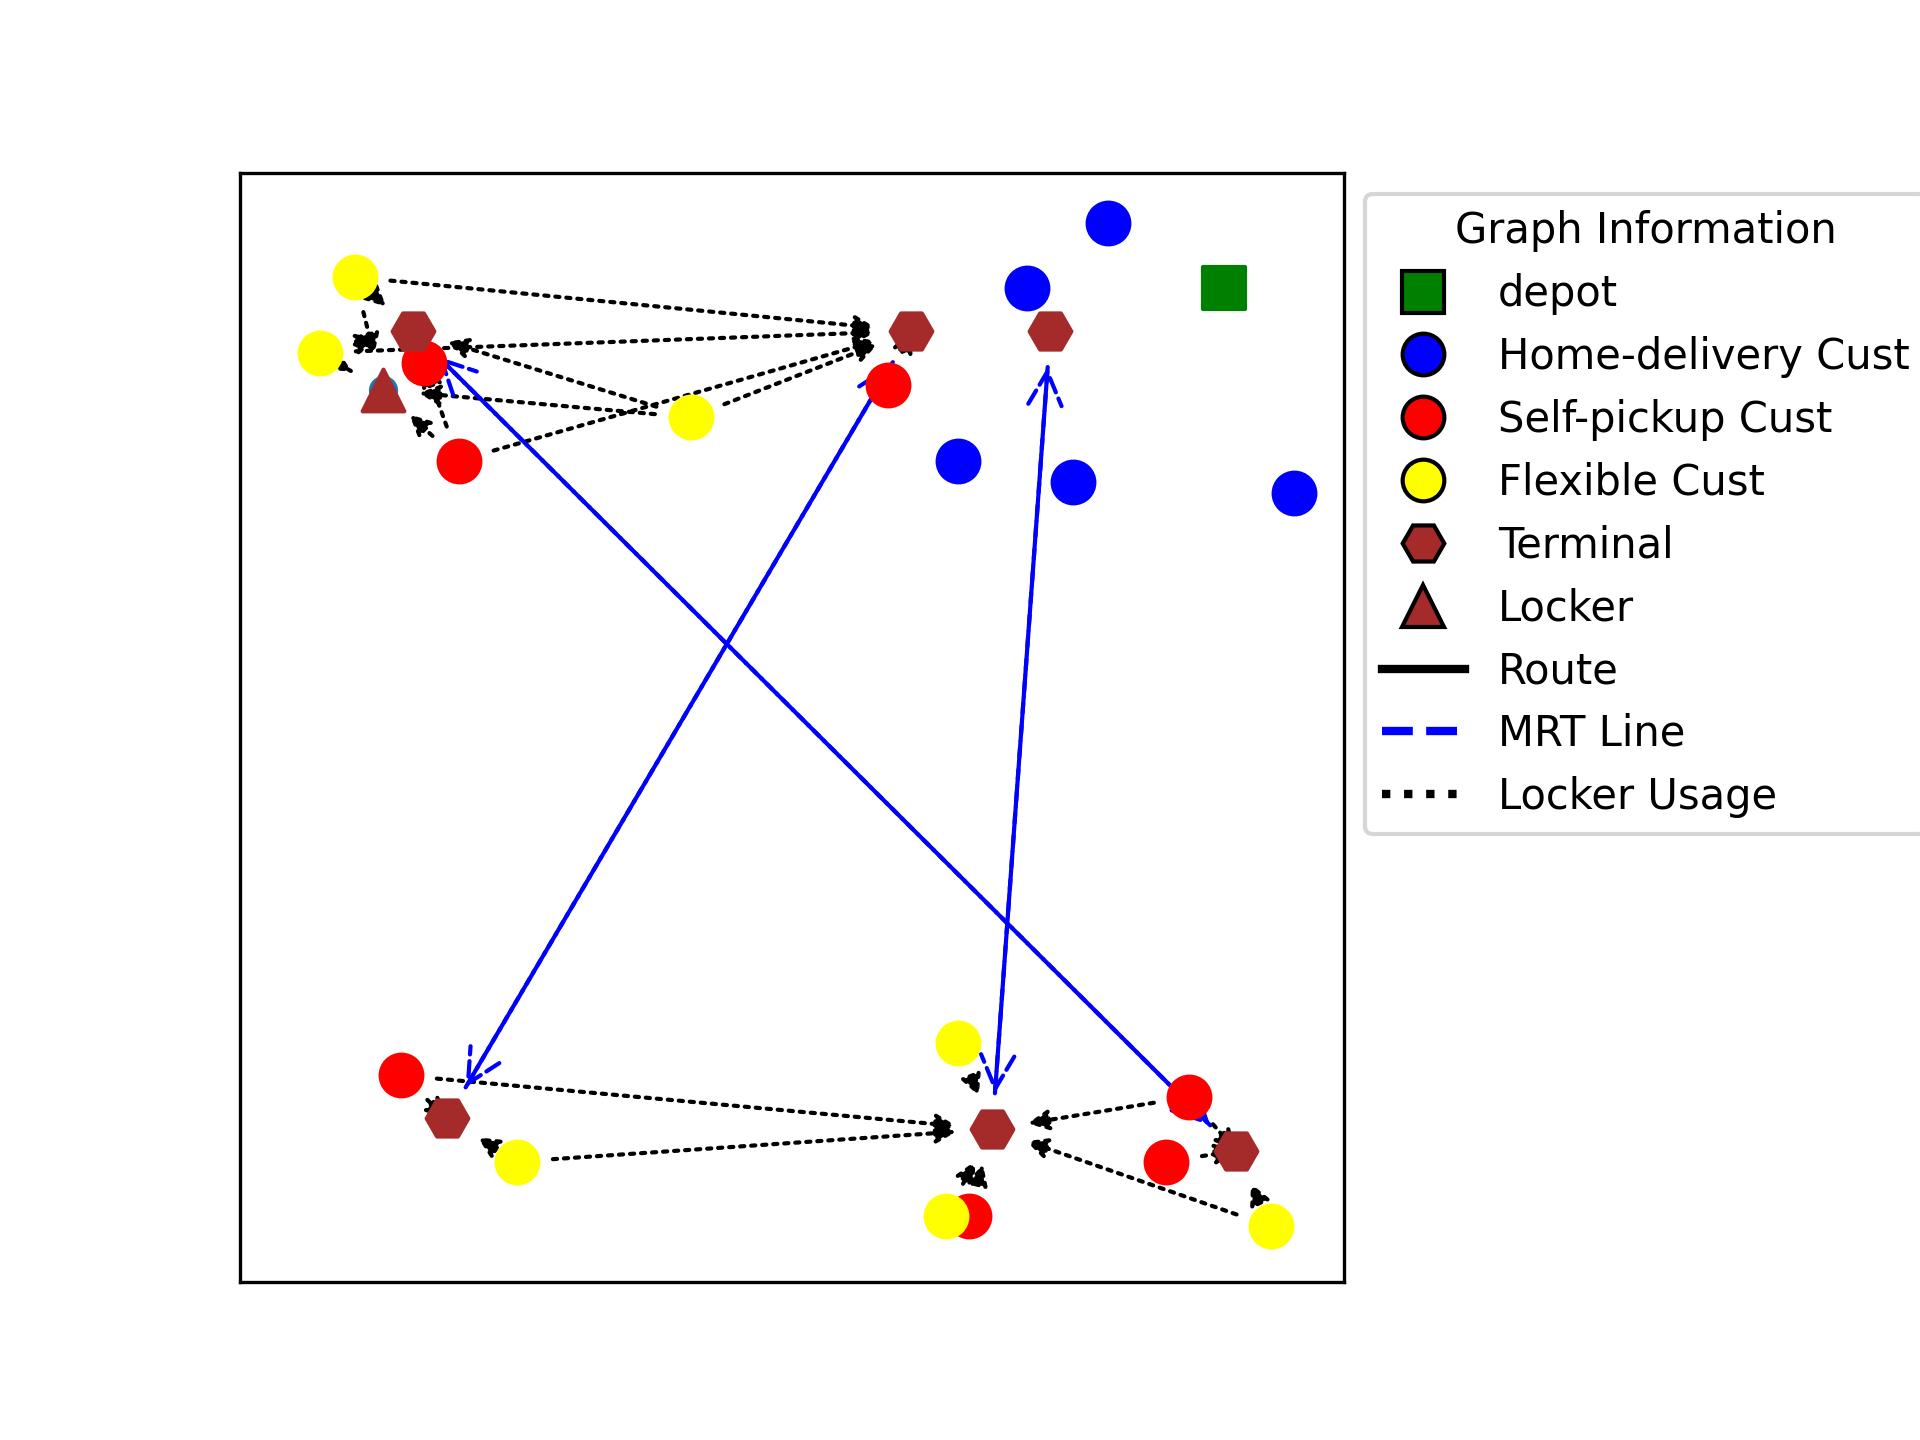 Graph Information
depot
Home-delivery Cust
Self-pickup Cust
Flexible Cust
Terminal
Locker
Route
MRT Line
Locker Usage